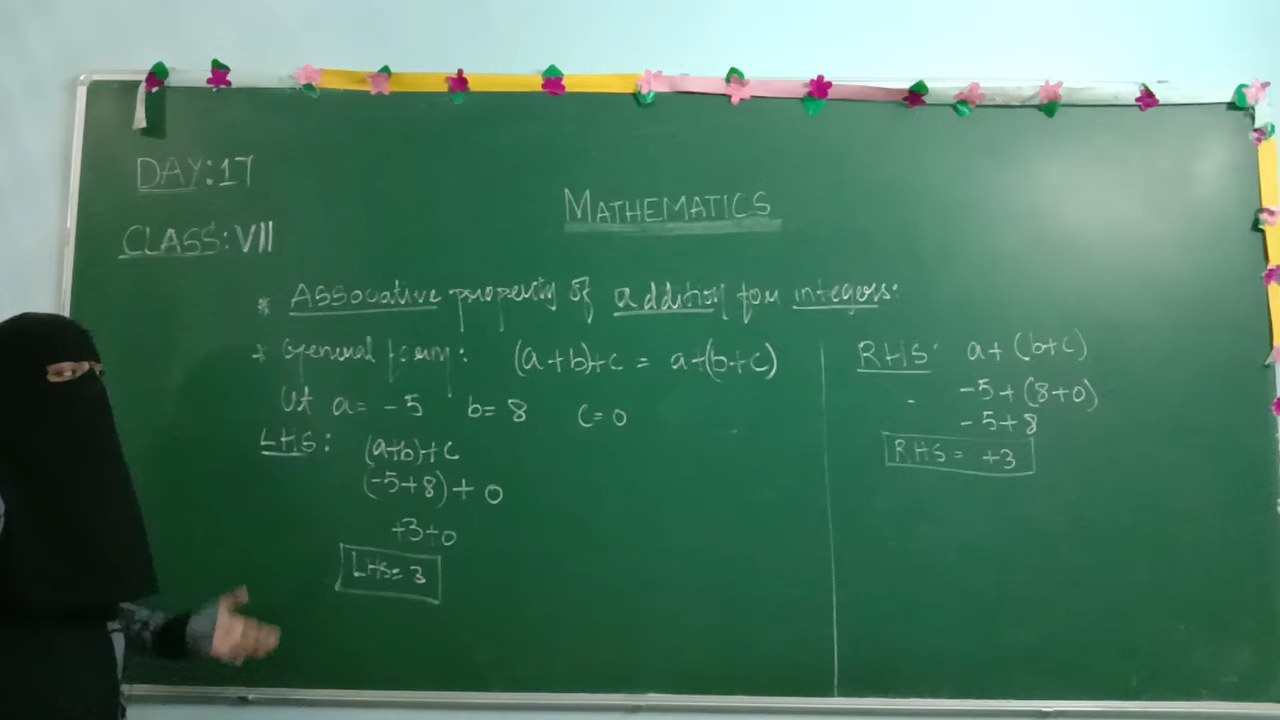 DAY:17
MATHEMATICS
CLASS:VII
* Associative property of addition for integers:
* General form: (a+b)+c = a+(b+c)
Let a= -5 b= 8 c=0
LHS: (a+b)+c
(-5+8)+0
+3+0
LHS= 3
RHS: a+(b+c)
-5+(8+0)
-5+8
RHS= +3